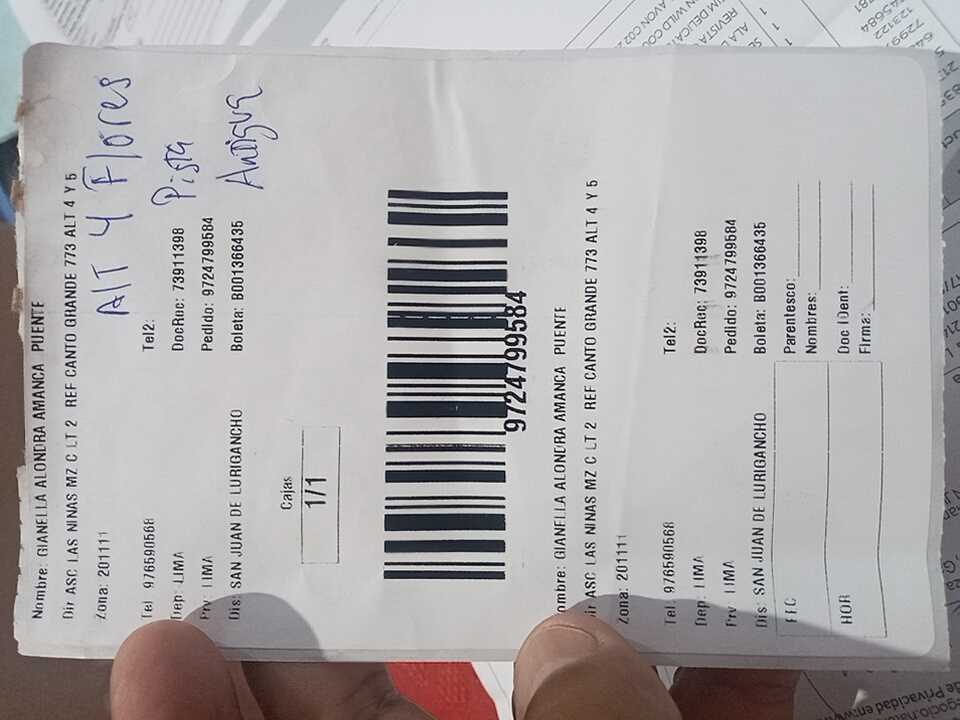 Nombre: GIANELLA ALONDRA AMANCA PUENTE
Dir ASC LAS NINAS MZ C LT 2 REF CANTO GRANDE 773 ALT 4 Y 5
Zona: 201111
Alt 4 Flores
Pista
Antigua
Tel 976590568 Tel2:
Dep: LIMA DocRuc: 73911398
Prv: LIMA Pedido: 9724799584
Dis: SAN JUAN DE LURIGANCHO Boleta: B001366435
Cajas
1/1
9724799584
Nombre: GIANELLA ALONDRA AMANCA PUENTE
Dir ASC LAS NINAS MZ C LT 2 REF CANTO GRANDE 773 ALT 4 Y 5
Zona: 201111
Tel: 976590568 Tel2:
Dep: LIMA DocRuc: 73911398
Prv: LIMA Pedido: 9724799584
Dis: SAN JUAN DE LURIGANCHO Boleta: B001366435
FEC Parentesco:
Nombres:
HOR Doc IDent:
Firma: